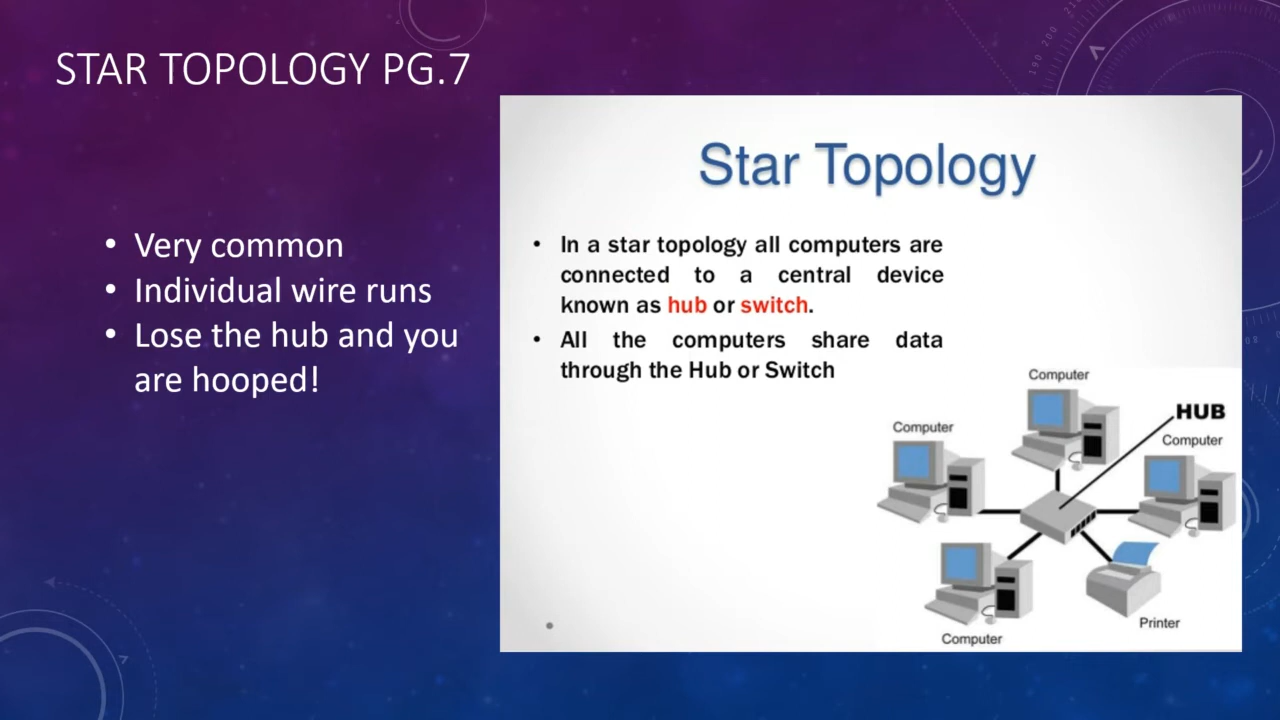 STAR TOPOLOGY PG.7
• Very common
• Individual wire runs
• Lose the hub and you
are hooped!
Star Topology
• In a star topology all computers are
connected to a central device
known as hub or switch.
• All the computers share data
through the Hub or Switch
Computer
HUB
Computer
Computer
Printer
Computer